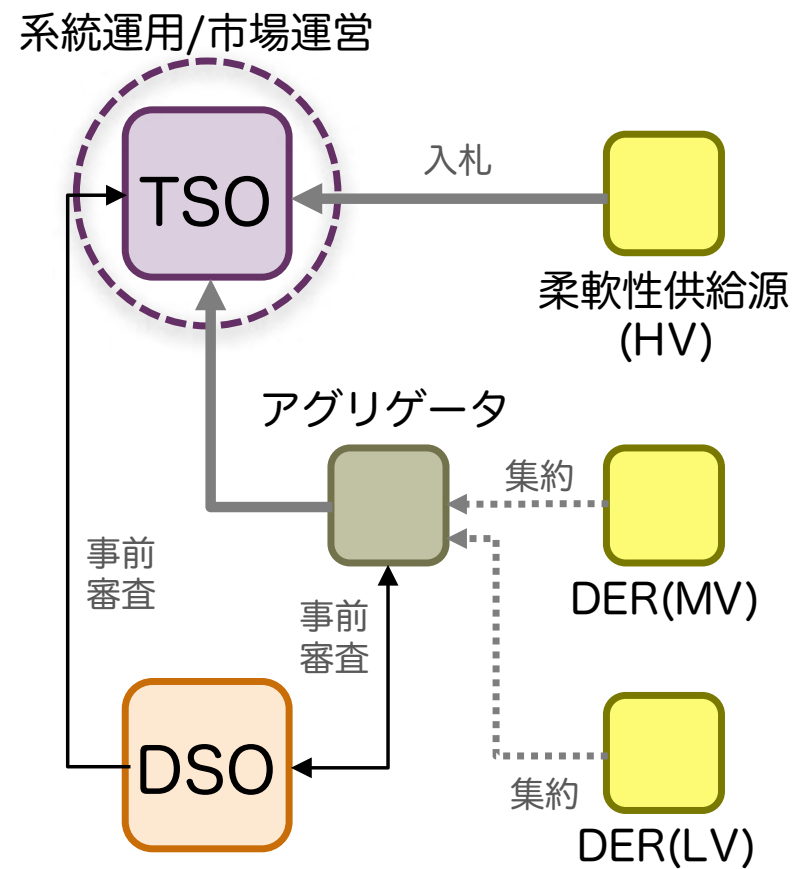 系統運用/市場運営
TSO
入札
柔軟性供給源
(HV)
アグリゲータ
集約
DER(MV)
事前
審査
事前
審査
DSO
集約
DER(LV)